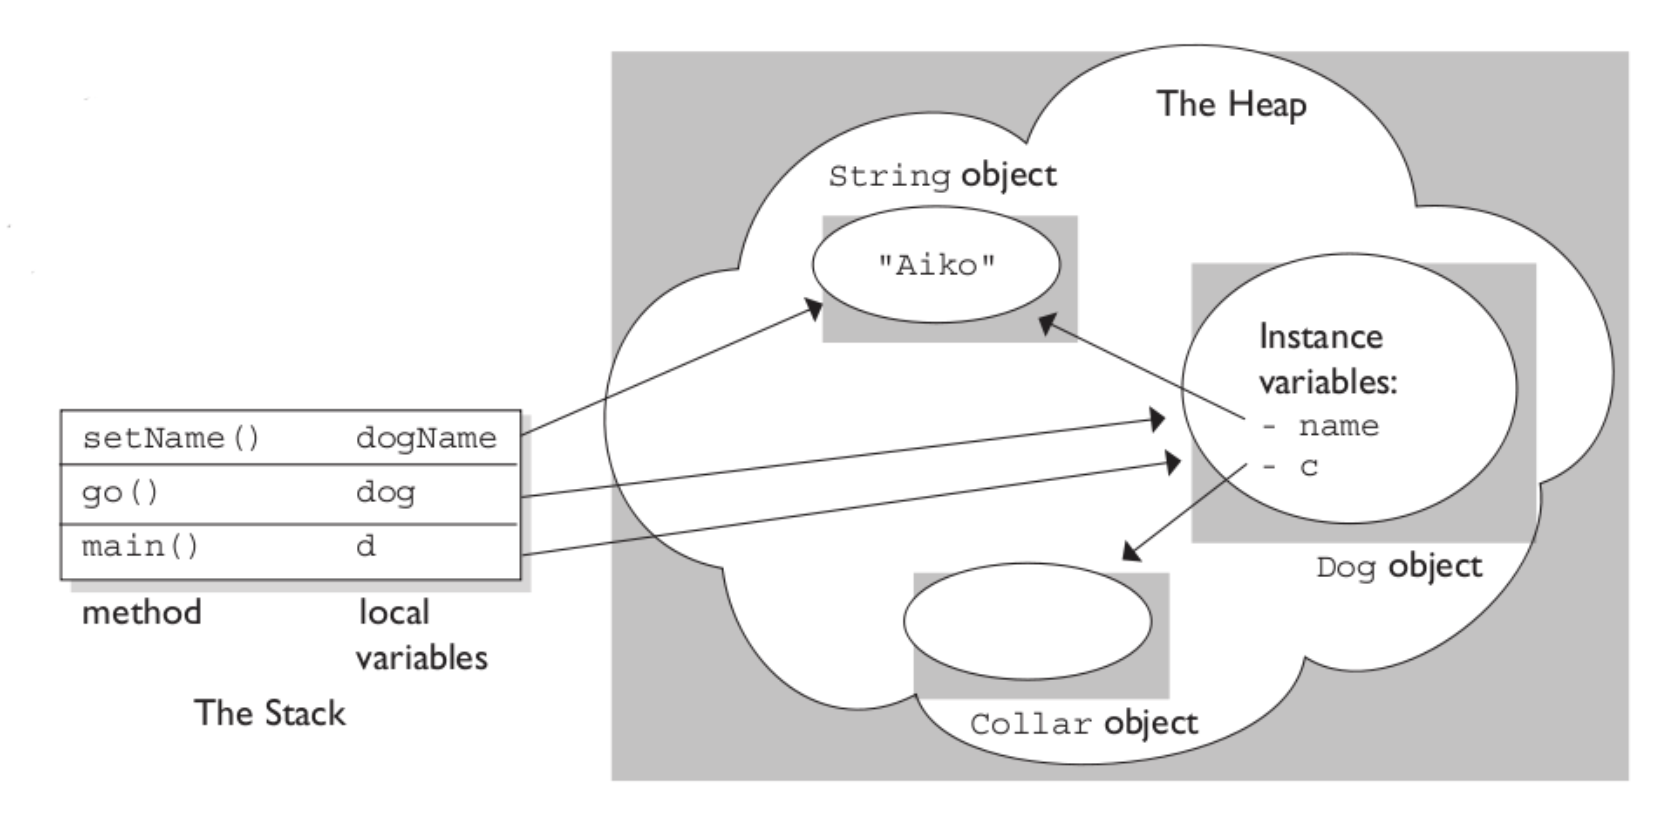 The Heap
String object
"Aiko"
Instance
variables:
- name
- c
Dog object
Collar object
setName() dogName
go() dog
main() d
method local
variables
The Stack